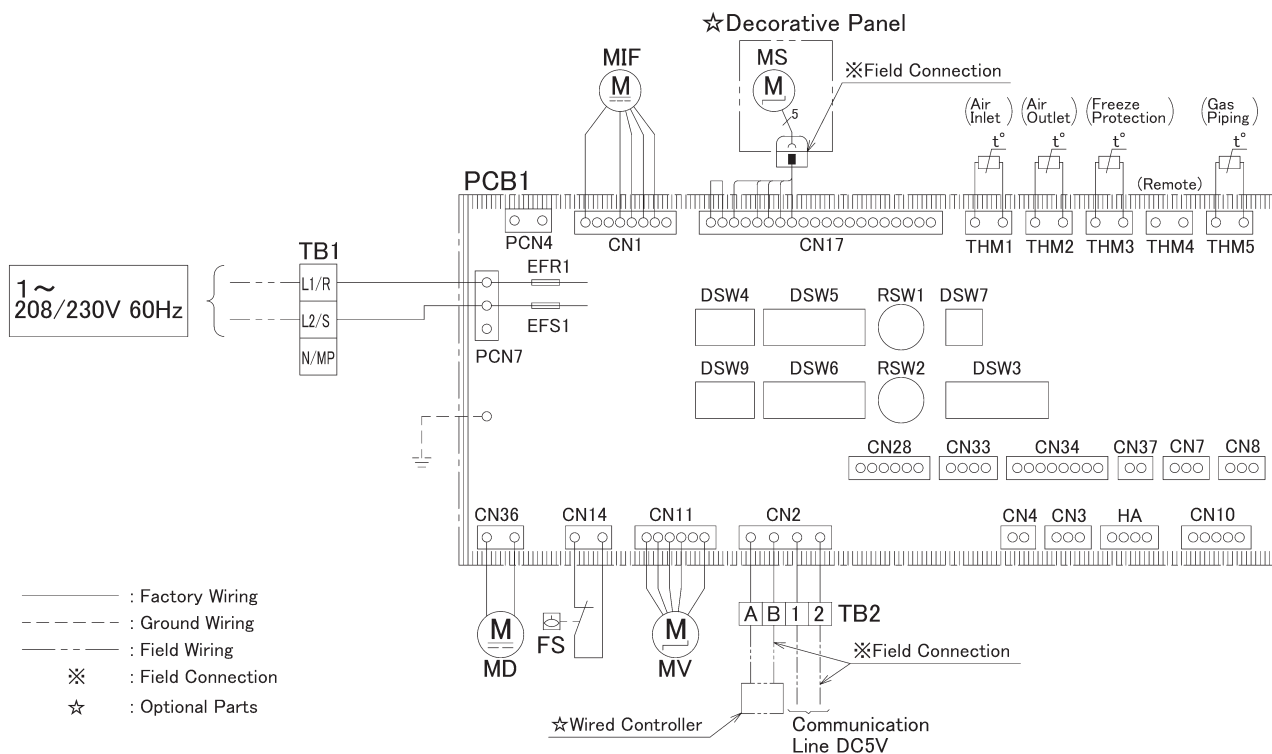 ☆Decorative Panel
MIF
M
MS
M
※Field Connection
5
(Air Inlet)
(Air Outlet)
(Freeze Protection)
(Gas Piping)
t°
t°
t°
t°
(Remote)
PCB1
PCN4
CN1
CN17
THM1
THM2
THM3
THM4
THM5
TB1
1～
208/230V 60Hz
L1/R
L2/S
N/MP
EFR1
EFS1
PCN7
DSW4
DSW5
RSW1
DSW7
DSW9
DSW6
RSW2
DSW3
CN28
CN33
CN34
CN37
CN7
CN8
CN36
CN14
CN11
CN2
CN4
CN3
HA
CN10
A B 1 2 TB2
M
MD
FS
M
MV
※Field Connection
☆Wired Controller
Communication
Line DC5V
: Factory Wiring
: Ground Wiring
: Field Wiring
※ : Field Connection
☆ : Optional Parts